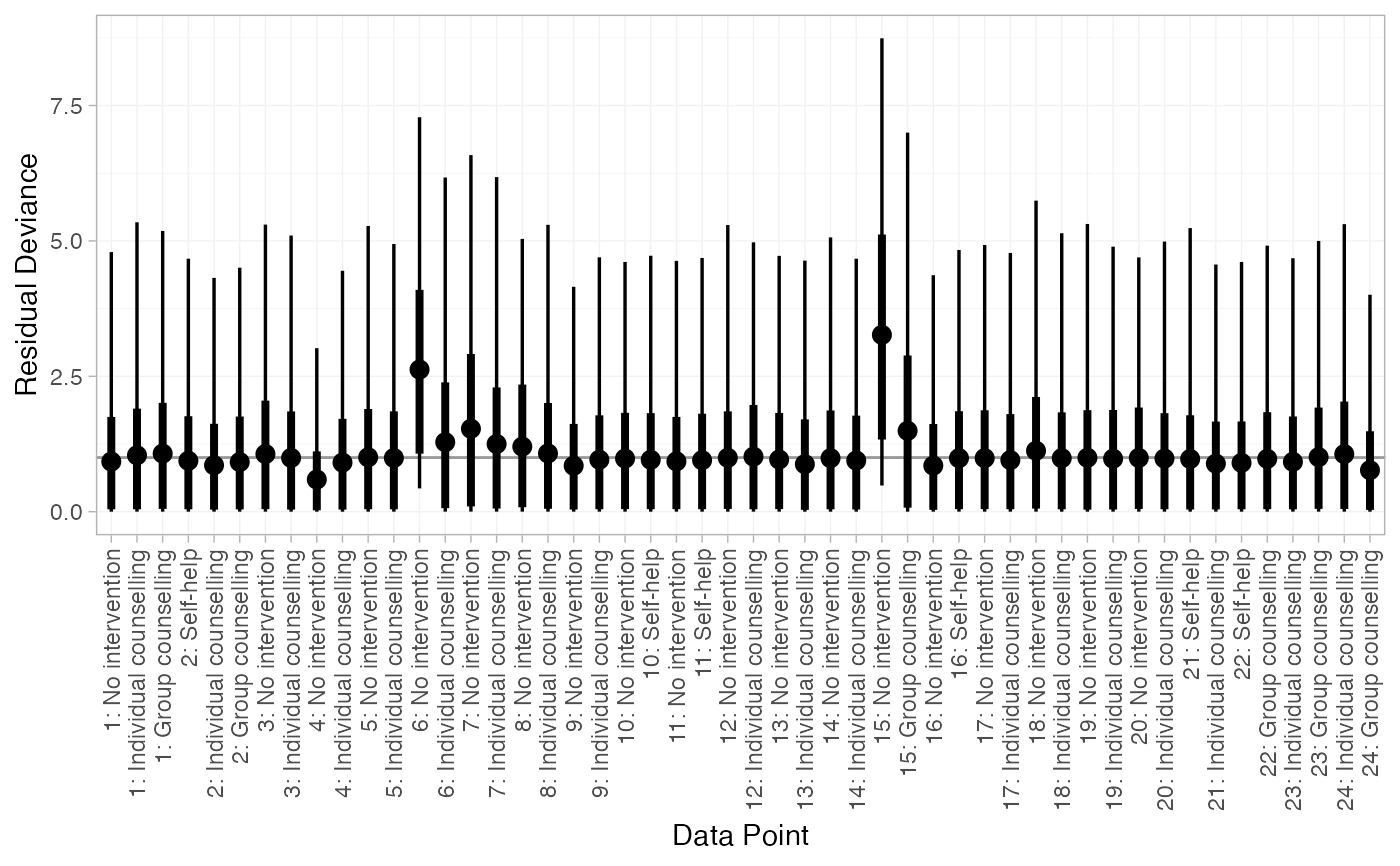 7.5
5.0
2.5
0.0
Residual Deviance
1: No intervention
1: Individual counselling
1: Group counselling
2: Self-help
2: Individual counselling
2: Group counselling
3: No intervention
3: Individual counselling
4: No intervention
4: Individual counselling
5: No intervention
5: Individual counselling
6: No intervention
6: Individual counselling
7: No intervention
7: Individual counselling
8: No intervention
8: Individual counselling
9: No intervention
9: Individual counselling
10: No intervention
10: Self-help
11: No intervention
11: Self-help
12: No intervention
12: Individual counselling
13: No intervention
13: Individual counselling
14: No intervention
14: Individual counselling
15: No intervention
15: Group counselling
16: No intervention
16: Self-help
17: No intervention
17: Individual counselling
18: No intervention
18: Individual counselling
19: No intervention
19: Individual counselling
20: No intervention
20: Individual counselling
21: Self-help
21: Individual counselling
22: Self-help
22: Group counselling
23: Individual counselling
23: Group counselling
24: Individual counselling
24: Group counselling
Data Point